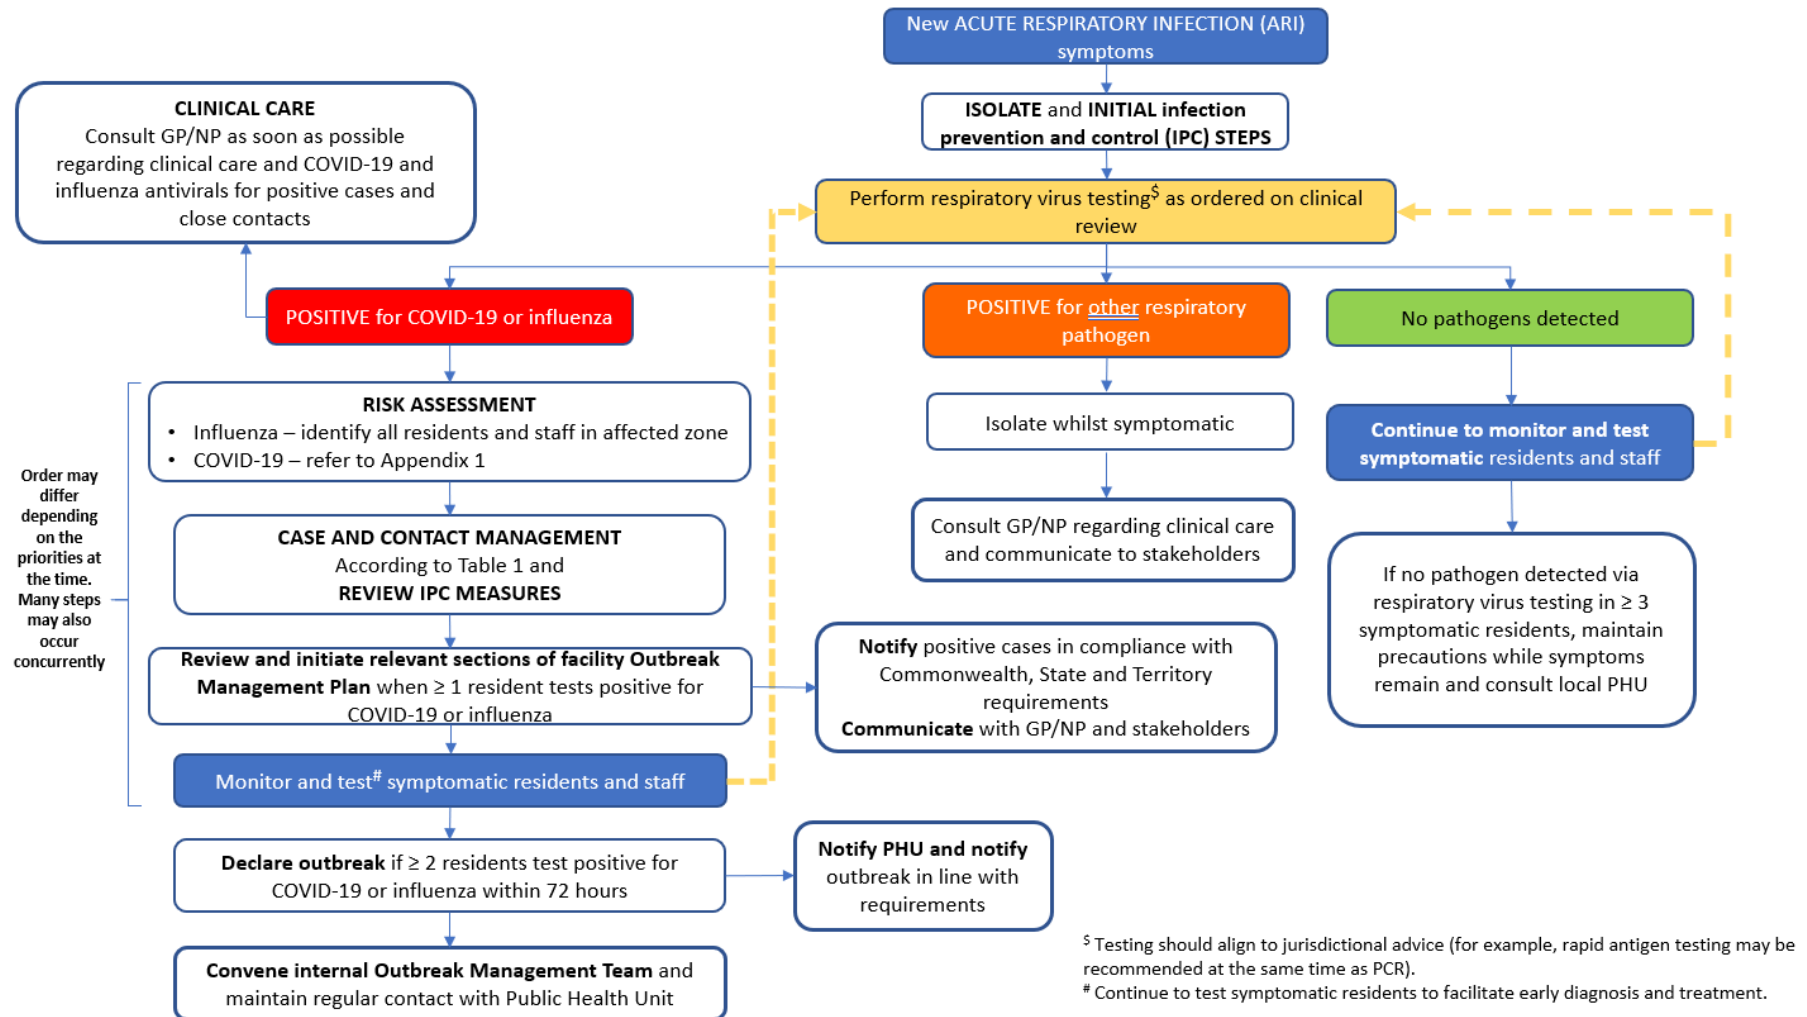 New ACUTE RESPIRATORY INFECTION (ARI)
symptoms
ISOLATE and INITIAL infection
prevention and control (IPC) STEPS
Perform respiratory virus testing$ as ordered on clinical
review
CLINICAL CARE
Consult GP/NP as soon as possible
regarding clinical care and COVID-19 and
influenza antivirals for positive cases and
close contacts
POSITIVE for COVID-19 or influenza
RISK ASSESSMENT
• Influenza – identify all residents and staff in affected zone
• COVID-19 – refer to Appendix 1
Order may
differ
depending
on the
priorities at
the time.
Many steps
may also
occur
concurrently
CASE AND CONTACT MANAGEMENT
According to Table 1 and
REVIEW IPC MEASURES
Review and initiate relevant sections of facility Outbreak
Management Plan when ≥ 1 resident tests positive for
COVID-19 or influenza
Notify positive cases in compliance with
Commonwealth, State and Territory
requirements
Communicate with GP/NP and stakeholders
Monitor and test# symptomatic residents and staff
Declare outbreak if ≥ 2 residents test positive for
COVID-19 or influenza within 72 hours
Notify PHU and notify
outbreak in line with
requirements
Convene internal Outbreak Management Team and
maintain regular contact with Public Health Unit
POSITIVE for other respiratory
pathogen
Isolate whilst symptomatic
Consult GP/NP regarding clinical care
and communicate to stakeholders
No pathogens detected
Continue to monitor and test
symptomatic residents and staff
If no pathogen detected via
respiratory virus testing in ≥ 3
symptomatic residents, maintain
precautions while symptoms
remain and consult local PHU
$ Testing should align to jurisdictional advice (for example, rapid antigen testing may be
recommended at the same time as PCR).
# Continue to test symptomatic residents to facilitate early diagnosis and treatment.